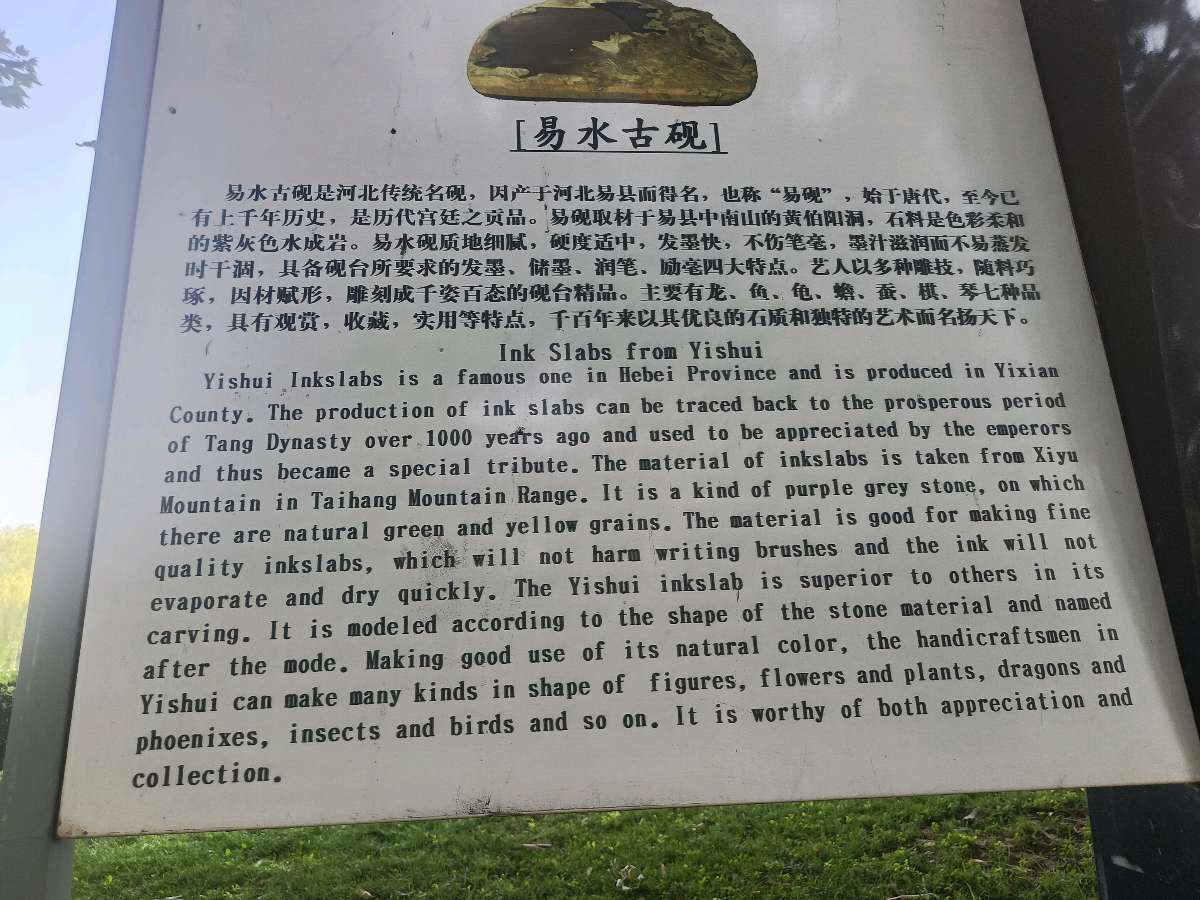 [易水古砚]
易水古砚是河北传统名砚，因产于河北易县而得名，也称“易砚”，始于唐代，至今已
有上千年历史，是历代宫廷之贡品。易砚取材于易县中南山的黄伯阳洞，石料是色彩柔和
的紫灰色水成岩。易水砚质地细腻，硬度适中，发墨快，不伤笔毫，墨汁滋润而不易蒸发
时干涸，具备砚台所要求的发墨、储墨、润笔、励毫四大特点。艺人以多种雕技，随料巧
琢，因材赋形，雕刻成千姿百态的砚台精品。主要有龙、鱼、龟、蟾、蚕、棋、琴七种品
类，具有观赏，收藏，实用等特点，千百年来以其优良的石质和独特的艺术而名扬天下。
Ink Slabs from Yishui
Yishui Inkslabs is a famous one in Hebei Province and is produced in Yixian
County. The production of ink slabs can be traced back to the prosperous period
of Tang Dynasty over 1000 years ago and used to be appreciated by the emperors
and thus became a special tribute. The material of inkslabs is taken from Xiyu
Mountain in Taihang Mountain Range. It is a kind of purple grey stone, on which
there are natural green and yellow grains. The material is good for making fine
quality inkslabs, which will not harm writing brushes and the ink will not
evaporate and dry quickly. The Yishui inkslab is superior to others in its
carving. It is modeled according to the shape of the stone material and named
after the mode. Making good use of its natural color, the handicraftsmen in
Yishui can make many kinds in shape of figures, flowers and plants, dragons and
phoenixes, insects and birds and so on. It is worthy of both appreciation and
collection.